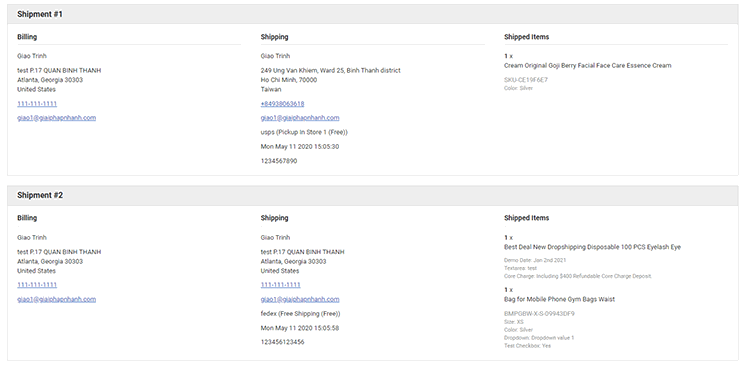 Shipment #1
Billing
Giao Trinh
test P.17 QUAN BINH THANH
Atlanta, Georgia 30303
United States
111-111-1111
giao1@giaiphapnhanh.com
Shipping
Giao Trinh
249 Ung Van Khiem, Ward 25, Binh Thanh district
Ho Chi Minh, 70000
Taiwan
+84938063618
giao1@giaiphapnhanh.com
usps (Pickup In Store 1 (Free))
Mon May 11 2020 15:05:30
1234567890
Shipped Items
1 x
Cream Original Goji Berry Facial Face Care Essence Cream
SKU-CE19F6E7
Color: Silver
Shipment #2
Billing
Giao Trinh
test P.17 QUAN BINH THANH
Atlanta, Georgia 30303
United States
111-111-1111
giao1@giaiphapnhanh.com
Shipping
Giao Trinh
test P.17 QUAN BINH THANH
Atlanta, Georgia 30303
United States
111-111-1111
giao1@giaiphapnhanh.com
fedex (Free Shipping (Free))
Mon May 11 2020 15:05:58
123456123456
Shipped Items
1 x
Best Deal New Dropshipping Disposable 100 PCS Eyelash Eye
Demo Date: Jan 2nd 2021
Textarea: test
Core Charge: Including $400 Refundable Core Charge Deposit.
1 x
Bag for Mobile Phone Gym Bags Waist
BMPGBW-X-S-09943DF9
Size: XS
Color: Silver
Dropdown: Dropdown value 1
Test Checkbox: Yes